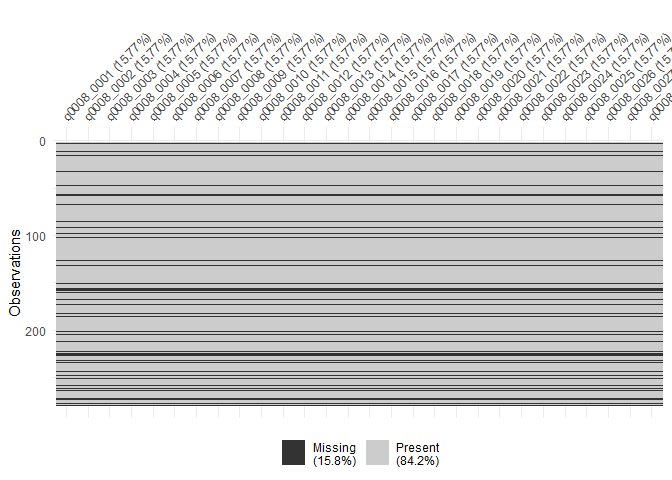 q0008_0001 (15.77%)
q0008_0002 (15.77%)
q0008_0003 (15.77%)
q0008_0004 (15.77%)
q0008_0005 (15.77%)
q0008_0006 (15.77%)
q0008_0007 (15.77%)
q0008_0008 (15.77%)
q0008_0009 (15.77%)
q0008_0010 (15.77%)
q0008_0011 (15.77%)
q0008_0012 (15.77%)
q0008_0013 (15.77%)
q0008_0014 (15.77%)
q0008_0015 (15.77%)
q0008_0016 (15.77%)
q0008_0017 (15.77%)
q0008_0018 (15.77%)
q0008_0019 (15.77%)
q0008_0020 (15.77%)
q0008_0021 (15.77%)
q0008_0022 (15.77%)
q0008_0023 (15.77%)
q0008_0024 (15.77%)
q0008_0025 (15.77%)
q0008_0026
q0008_0027
0
100
200
Observations
Missing
(15.8%)
Present
(84.2%)